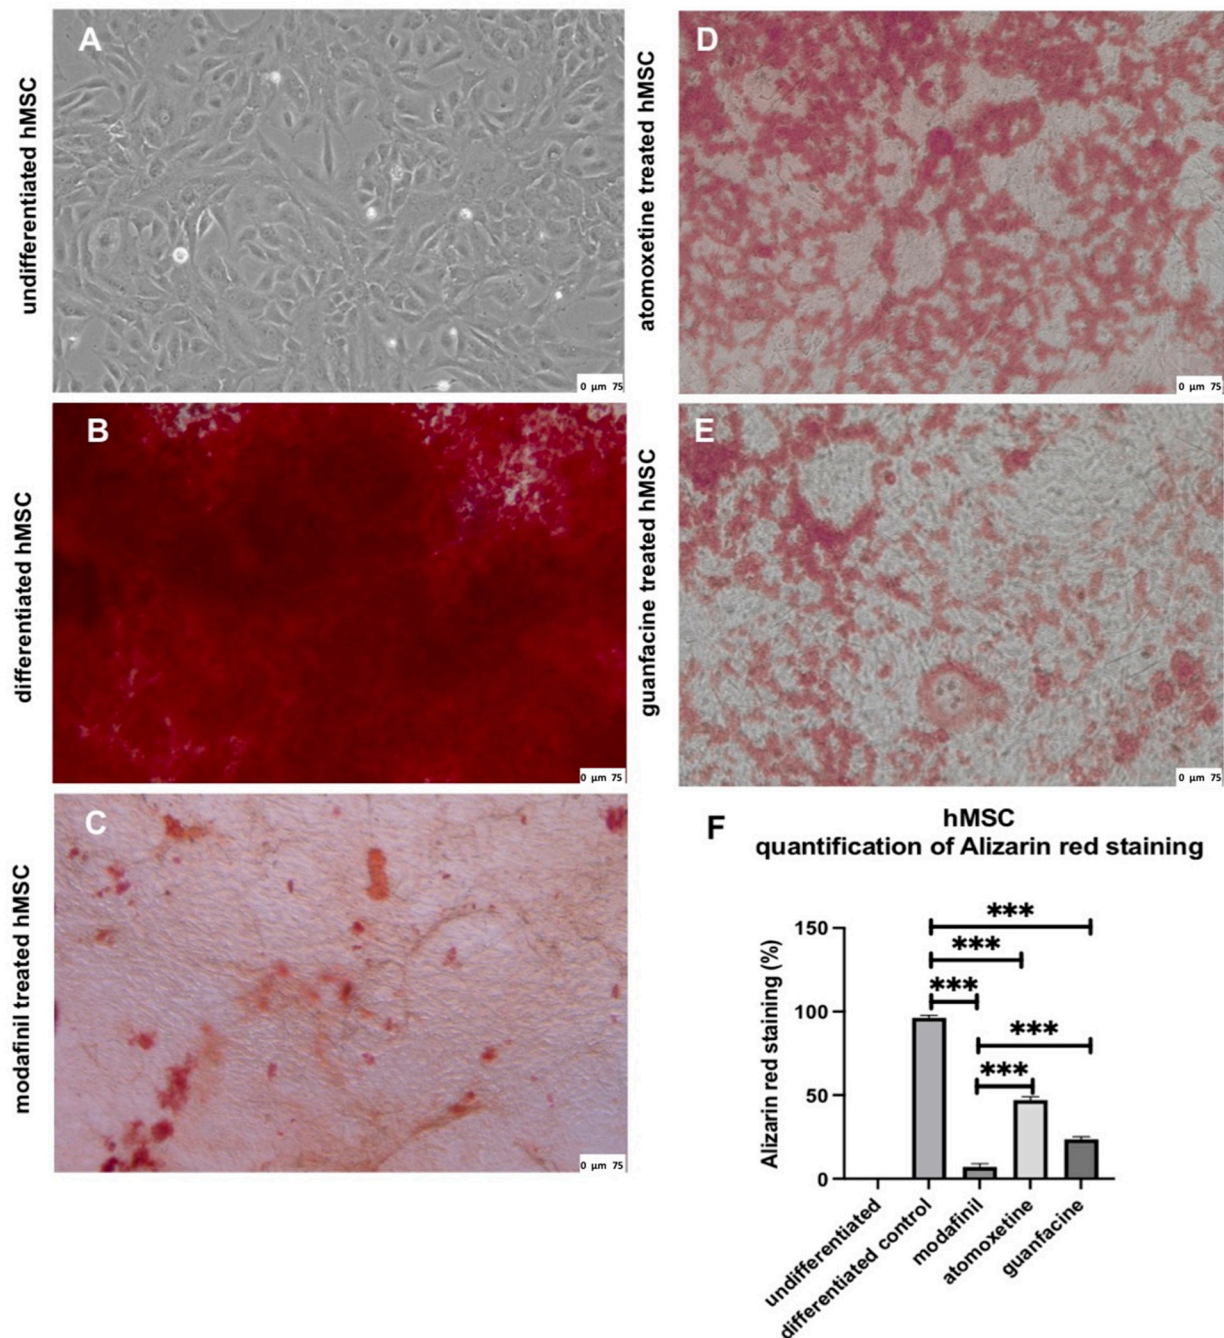 A
undifferentiated hMSC
0 μm 75
B
differentiated hMSC
0 μm 75
C
modafinil treated hMSC
0 μm 75
D
atomoxetine treated hMSC
0 μm 75
E
guanfacine treated hMSC
0 μm 75
F
hMSC
quantification of Alizarin red staining
Alizarin red staining (%)
150
100
50
0
***
***
***
***
***
undifferentiated
differentiated control
modafinil
atomoxetine
guanfacine